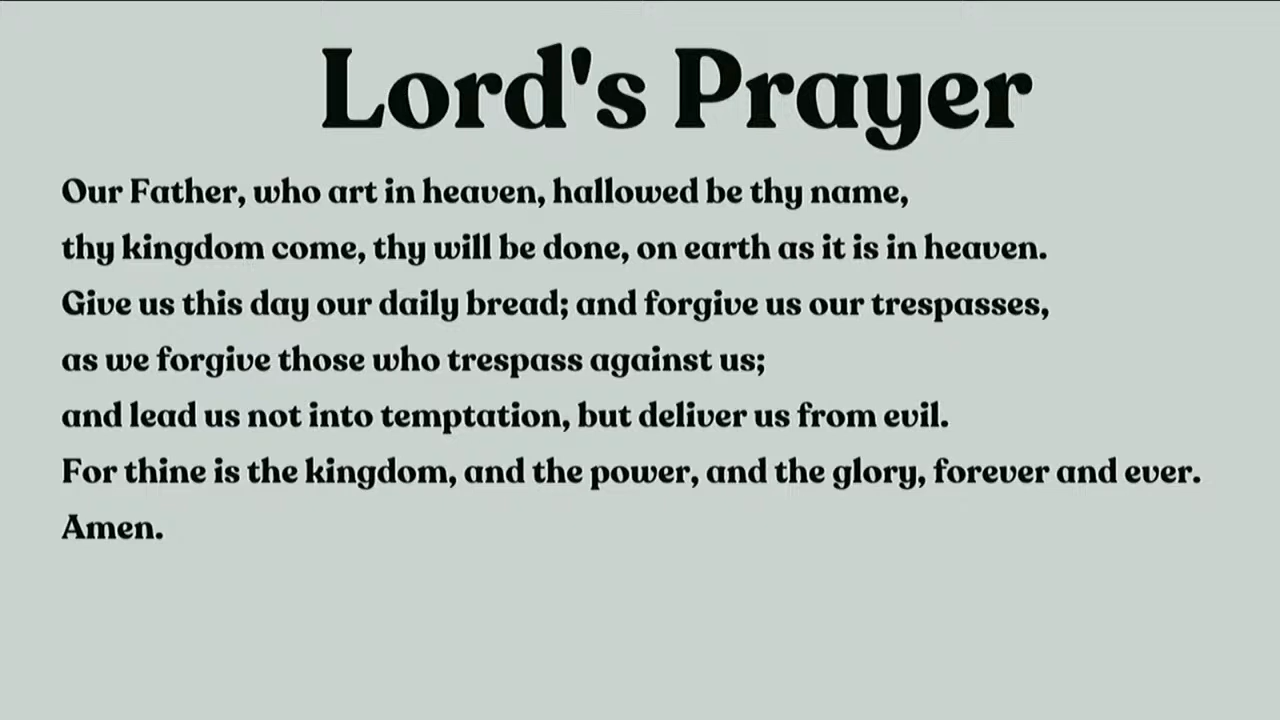 Lord's Prayer
Our Father, who art in heaven, hallowed be thy name,
thy kingdom come, thy will be done, on earth as it is in heaven.
Give us this day our daily bread; and forgive us our trespasses,
as we forgive those who trespass against us;
and lead us not into temptation, but deliver us from evil.
For thine is the kingdom, and the power, and the glory, forever and ever.
Amen.